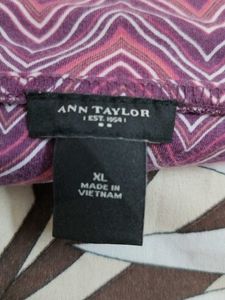 ANN TAYLOR
EST. 1954
XL
MADE IN
VIETNAM